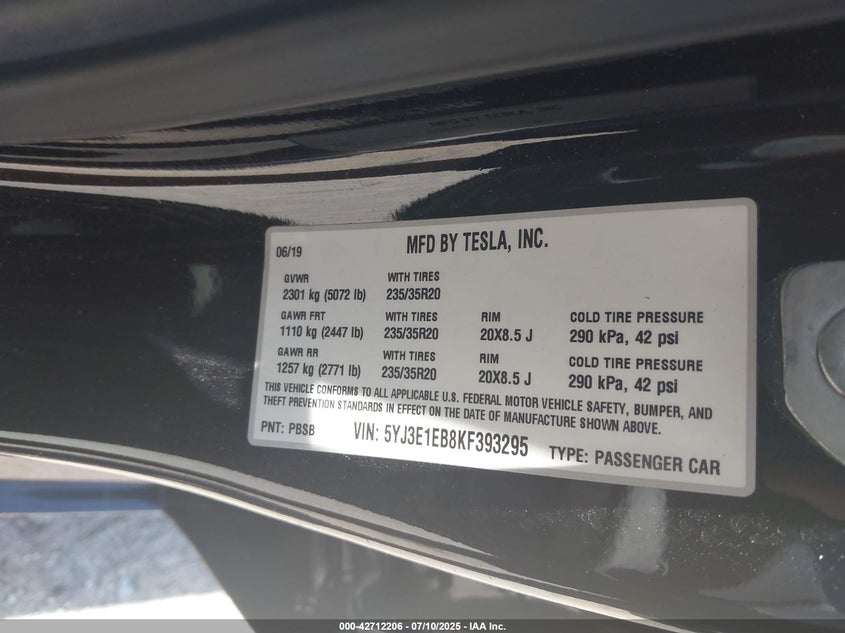 06/19 MFD BY TESLA, INC.
GVWR WITH TIRES
2301 kg (5072 lb) 235/35R20
GAWR FRT WITH TIRES RIM COLD TIRE PRESSURE
1110 kg (2447 lb) 235/35R20 20X8.5 J 290 kPa, 42 psi
GAWR RR WITH TIRES RIM COLD TIRE PRESSURE
1257 kg (2771 lb) 235/35R20 20X8.5 J 290 kPa, 42 psi
THIS VEHICLE CONFORMS TO ALL APPLICABLE U.S. FEDERAL MOTOR VEHICLE SAFETY, BUMPER, AND
THEFT PREVENTION STANDARDS IN EFFECT ON THE DATE OF MANUFACTURE SHOWN ABOVE.
PNT: PBSB VIN: 5YJ3E1EB8KF393295 TYPE: PASSENGER CAR
000-42712206 - 07/10/2025 - IAA Inc.